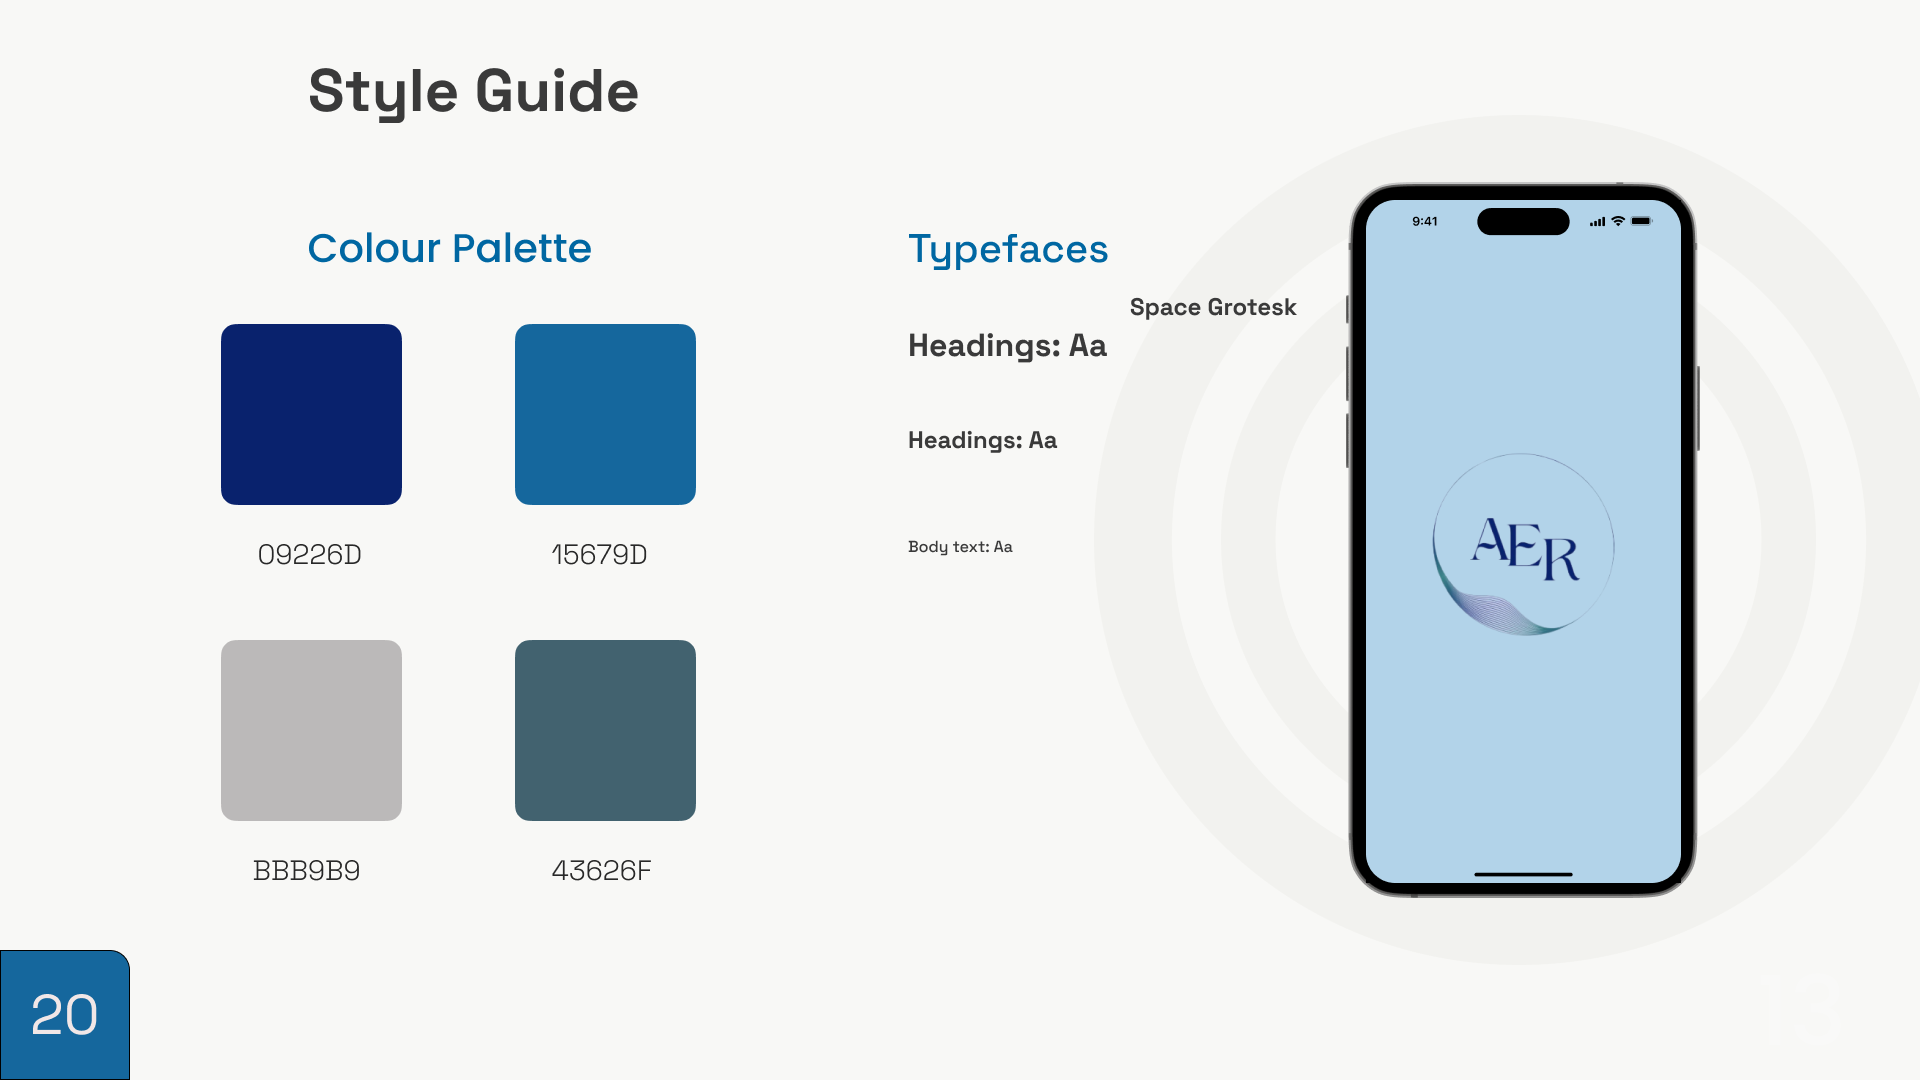 Style Guide
Colour Palette
09226D
15679D
BBB9B9
43626F
Typefaces
Space Grotesk
Headings: Aa
Headings: Aa
Body text: Aa
9:41
AER
20
13